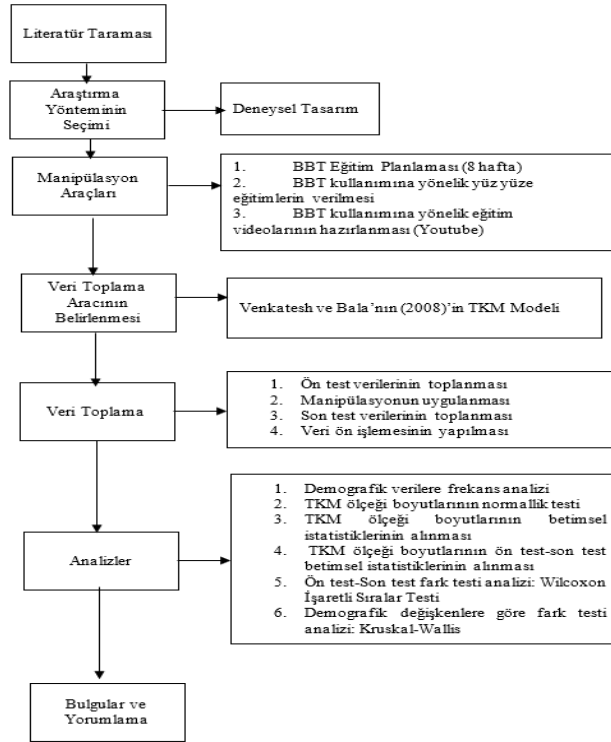 Literatür Taraması
Araştırma
Yönteminin
Seçimi
Deneysel Tasarım
Manipülasyon
Araçları
1. BBT Eğitim Planlaması (8 hafta)
2. BBT kullanımına yönelik yüz yüze
eğitimlerin verilmesi
3. BBT kullanımına yönelik eğitim
videolarının hazırlanması (Youtube)
Veri Toplama
Aracının
Belirlenmesi
Venkatesh ve Bala’nın (2008)’in TKM Modeli
Veri Toplama
1. Ön test verilerinin toplanması
2. Manipülasyonun uygulanması
3. Son test verilerinin toplanması
4. Veri ön işlemesinin yapılması
Analizler
1. Demografik verilere frekans analizi
2. TKM ölçeği boyutlarının normallik testi
3. TKM ölçeği boyutlarının betimsel
istatistiklerinin alınması
4. TKM ölçeği boyutlarının ön test-son test
betimsel istatistiklerinin alınması
5. Ön test-Son test fark testi analizi: Wilcoxon
İşaretli Sıralar Testi
6. Demografik değişkenlere göre fark testi
analizi: Kruskal-Wallis
Bulgular ve
Yorumlama